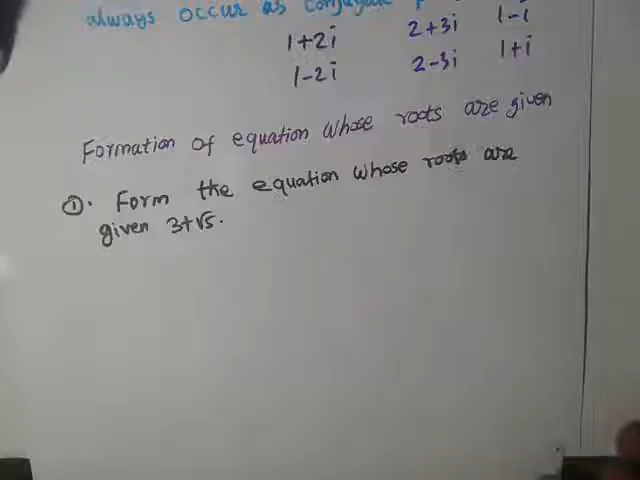 always occur as conjugate
1+2i 2+3i 1-i
1-2i 2-3i 1+i
Formation of equation whose roots are given
①. Form the equation whose roots are
given 3+√5.